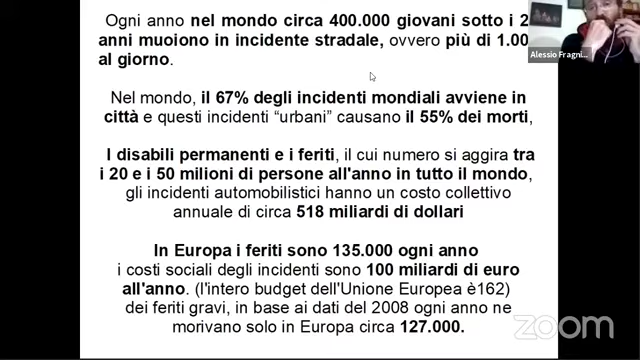 Ogni anno nel mondo circa 400.000 giovani sotto i 2
anni muoiono in incidente stradale, ovvero più di 1.00
al giorno.
Alessio Fragni...
Nel mondo, il 67% degli incidenti mondiali avviene in
città e questi incidenti “urbani” causano il 55% dei morti,
I disabili permanenti e i feriti, il cui numero si aggira tra
i 20 e i 50 milioni di persone all'anno in tutto il mondo,
gli incidenti automobilistici hanno un costo collettivo
annuale di circa 518 miliardi di dollari
In Europa i feriti sono 135.000 ogni anno
i costi sociali degli incidenti sono 100 miliardi di euro
all'anno. (l'intero budget dell'Unione Europea è162)
dei feriti gravi, in base ai dati del 2008 ogni anno ne
morivano solo in Europa circa 127.000.
zoom